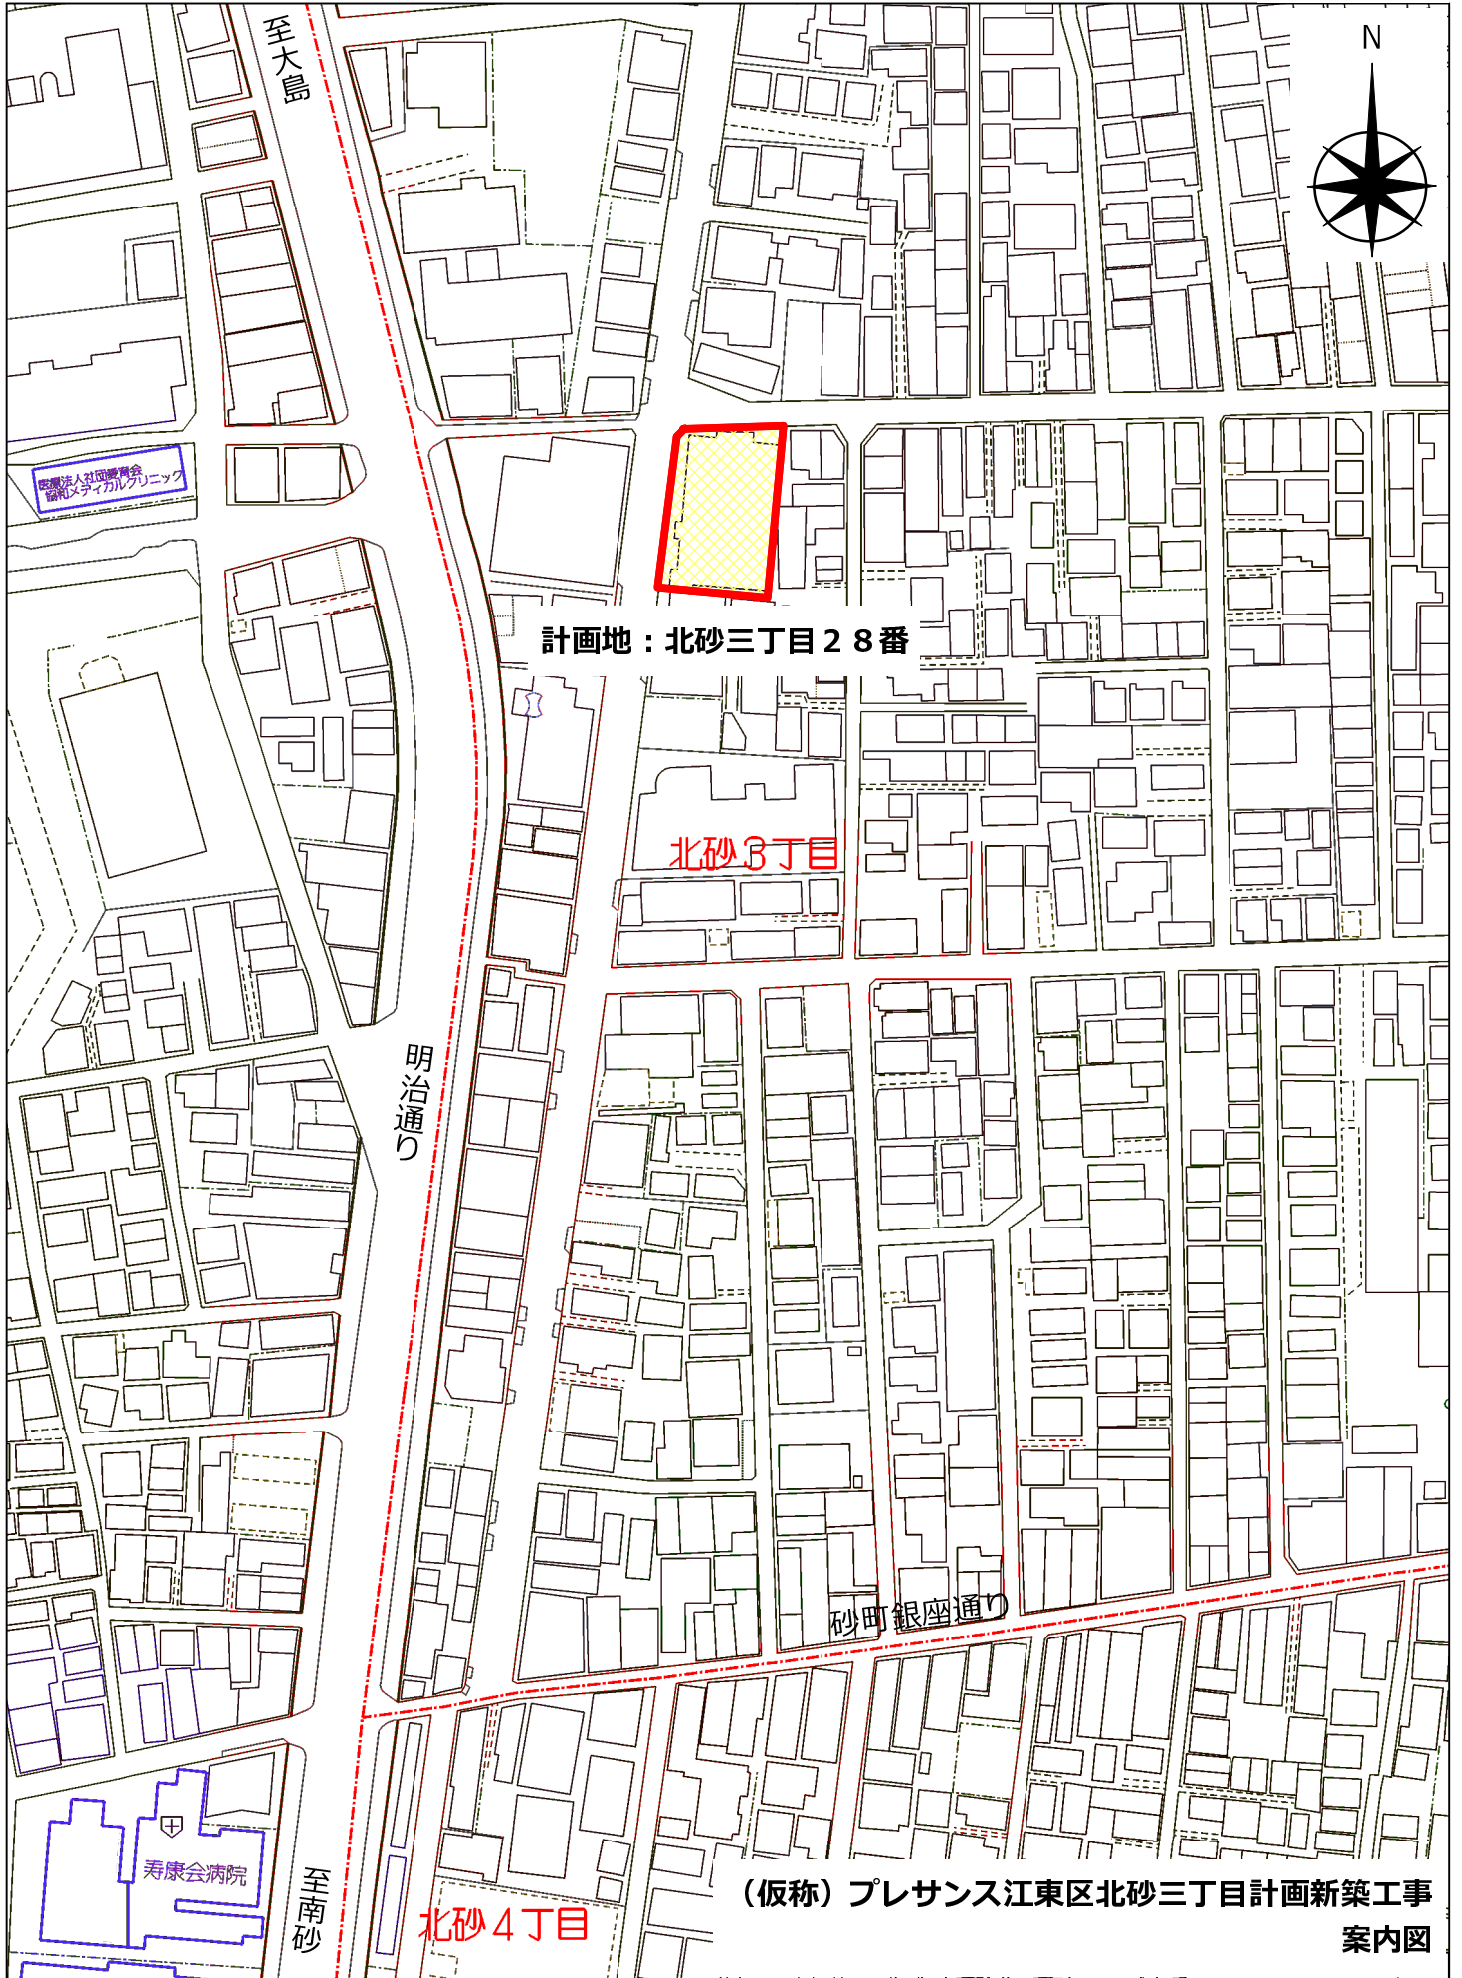 至大島
N
医療法人社団愛育会
協和メディカルクリニック
計画地：北砂三丁目２８番
北砂３丁目
明治通り
砂町銀座通り
寿康会病院
至南砂
北砂４丁目
（仮称）プレサンス江東区北砂三丁目計画新築工事
案内図